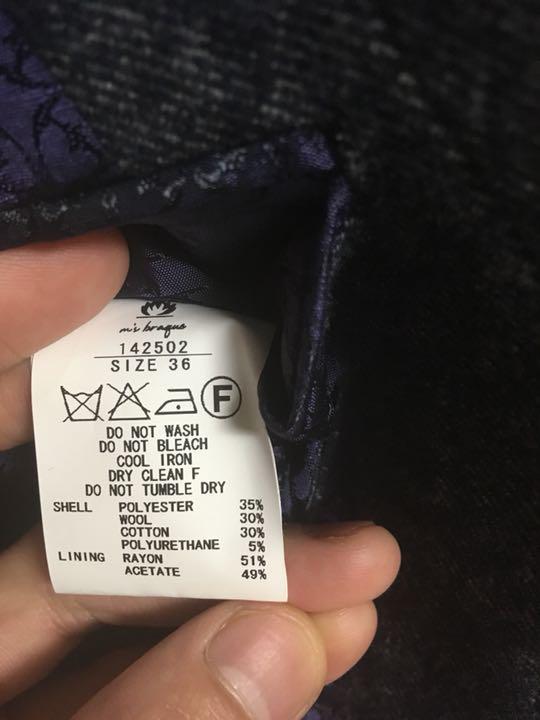 m's braque
142502
SIZE 36
F
DO NOT WASH
DO NOT BLEACH
COOL IRON
DRY CLEAN F
DO NOT TUMBLE DRY
SHELL POLYESTER 35%
WOOL 30%
COTTON 30%
POLYURETHANE 5%
LINING RAYON 51%
ACETATE 49%